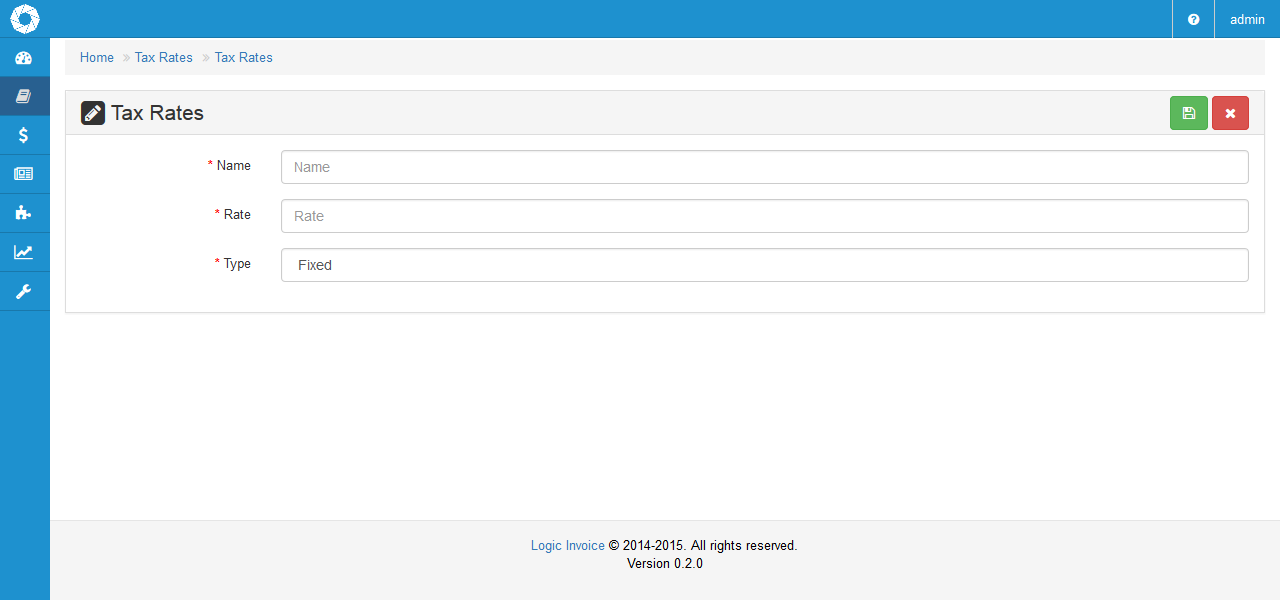 admin
Home » Tax Rates » Tax Rates
Tax Rates
* Name
Name
* Rate
Rate
* Type
Fixed
Logic Invoice © 2014-2015. All rights reserved.
Version 0.2.0